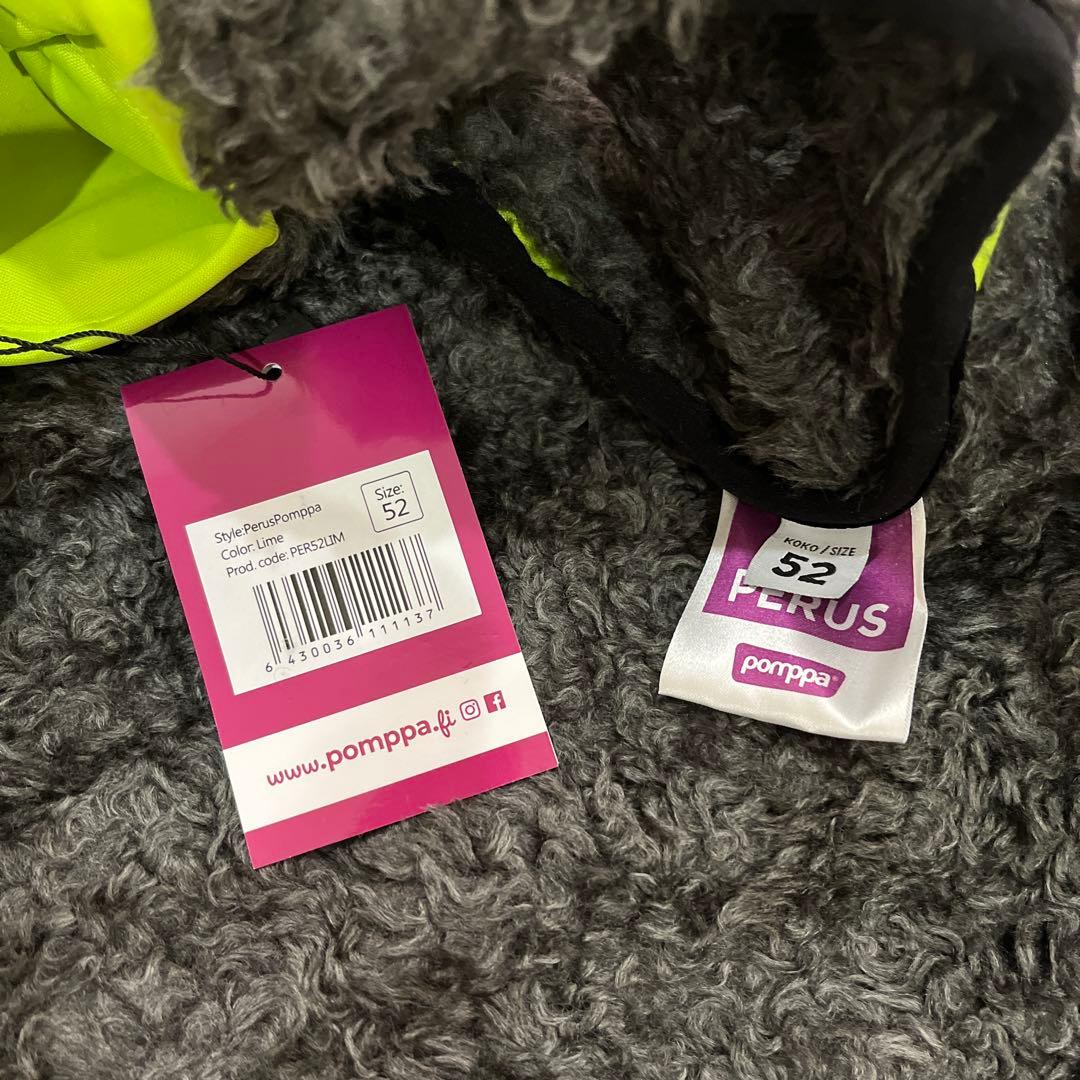 Size:
52
Style:PerusPomppa
Color: Lime
Prod. code: PER52LIM
6 430036 111137
www.pomppa.fi
KOKO / SIZE
52
PERUS
pomppa®